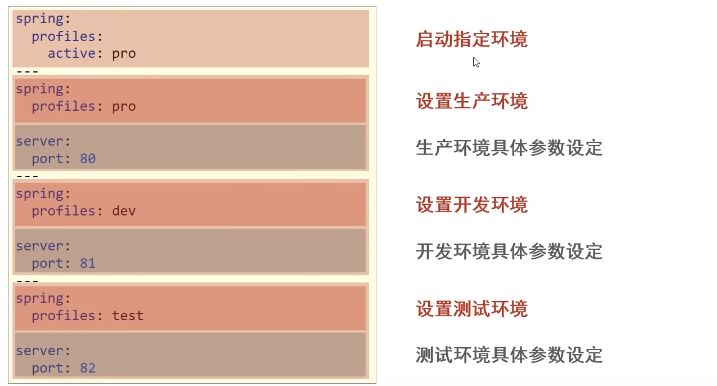 spring:
  profiles:
    active: pro
---
spring:
  profiles: pro
server:
  port: 80
---
spring:
  profiles: dev
server:
  port: 81
---
spring:
  profiles: test
server:
  port: 82
启动指定环境
设置生产环境
生产环境具体参数设定
设置开发环境
开发环境具体参数设定
设置测试环境
测试环境具体参数设定